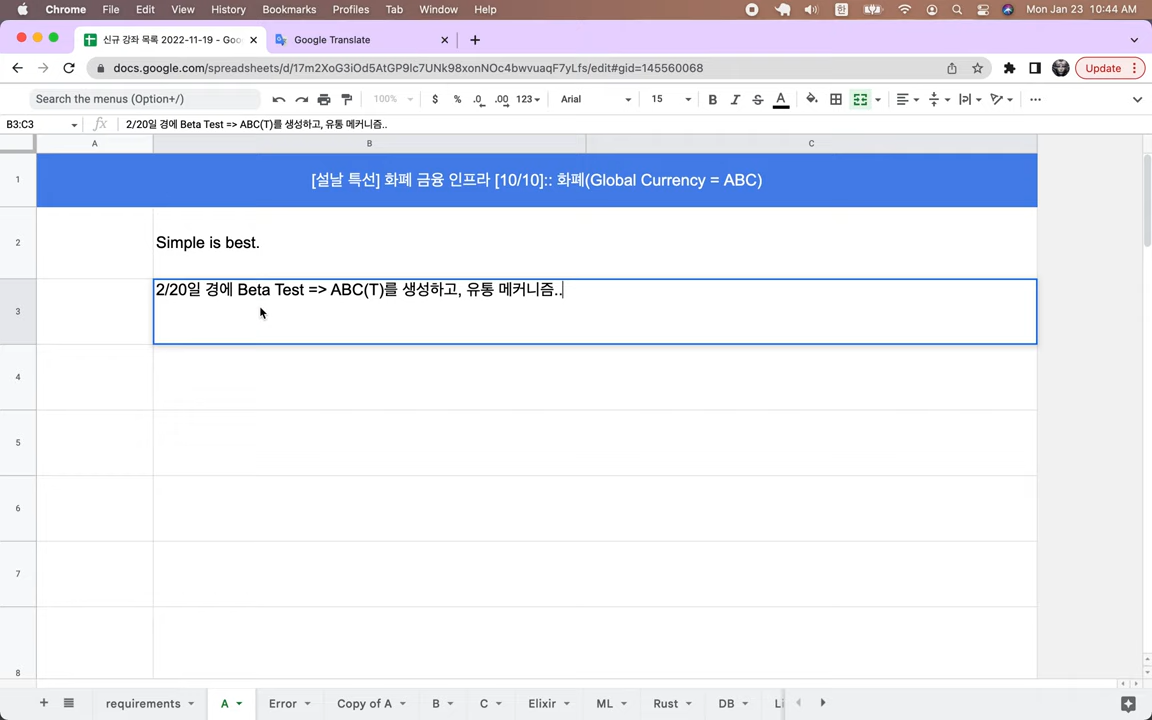 Chrome File Edit View History Bookmarks Profiles Tab Window Help 한 Mon Jan 23 10:44 AM
신규 강좌 목록 2022-11-19 - Goo Google Translate
docs.google.com/spreadsheets/d/17m2XoG3iOd5AtGP9lc7UNk98xonNOc4bwvuaqF7yLfs/edit#gid=145560068 Update
Search the menus (Option+/) 100% $ % .0 .00 123 Arial 15 B I S A
B3:C3 fx 2/20일 경에 Beta Test => ABC(T)를 생성하고, 유통 메커니즘..
A B C
1 [설날 특선] 화폐 금융 인프라 [10/10]:: 화폐(Global Currency = ABC)
2 Simple is best.
3 2/20일 경에 Beta Test => ABC(T)를 생성하고, 유통 메커니즘..
4
5
6
7
8
requirements A Error Copy of A B C Elixir ML Rust DB